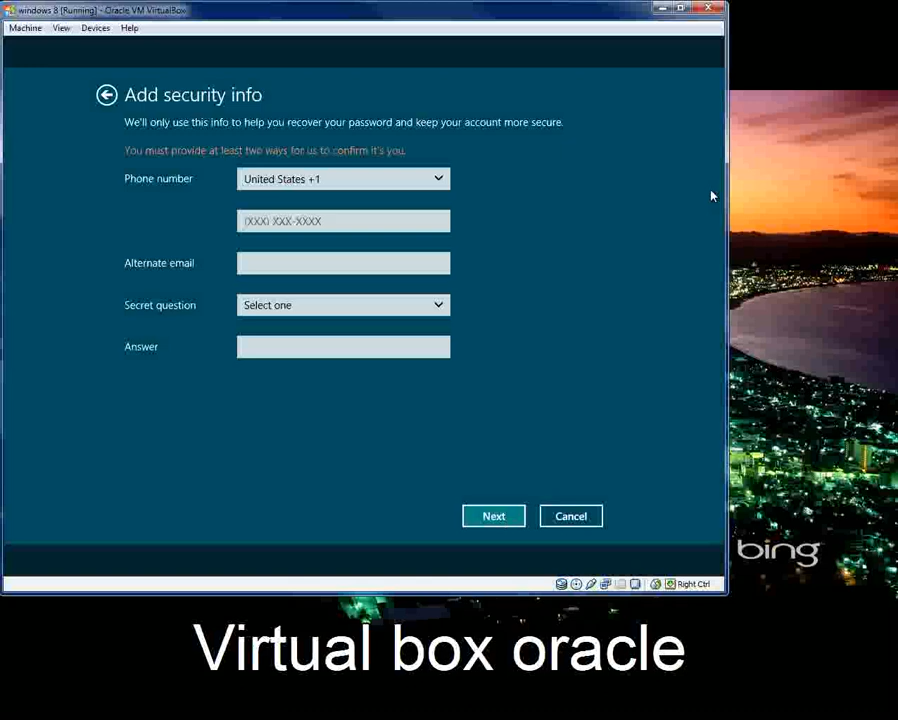 windows 8 [Running] - Oracle VM VirtualBox
Machine View Devices Help
Add security info
We'll only use this info to help you recover your password and keep your account more secure.
You must provide at least two ways for us to confirm it's you.
Phone number United States +1
(XXX) XXX-XXXX
Alternate email
Secret question Select one
Answer
Next Cancel
bing
Right Ctrl
Virtual box oracle